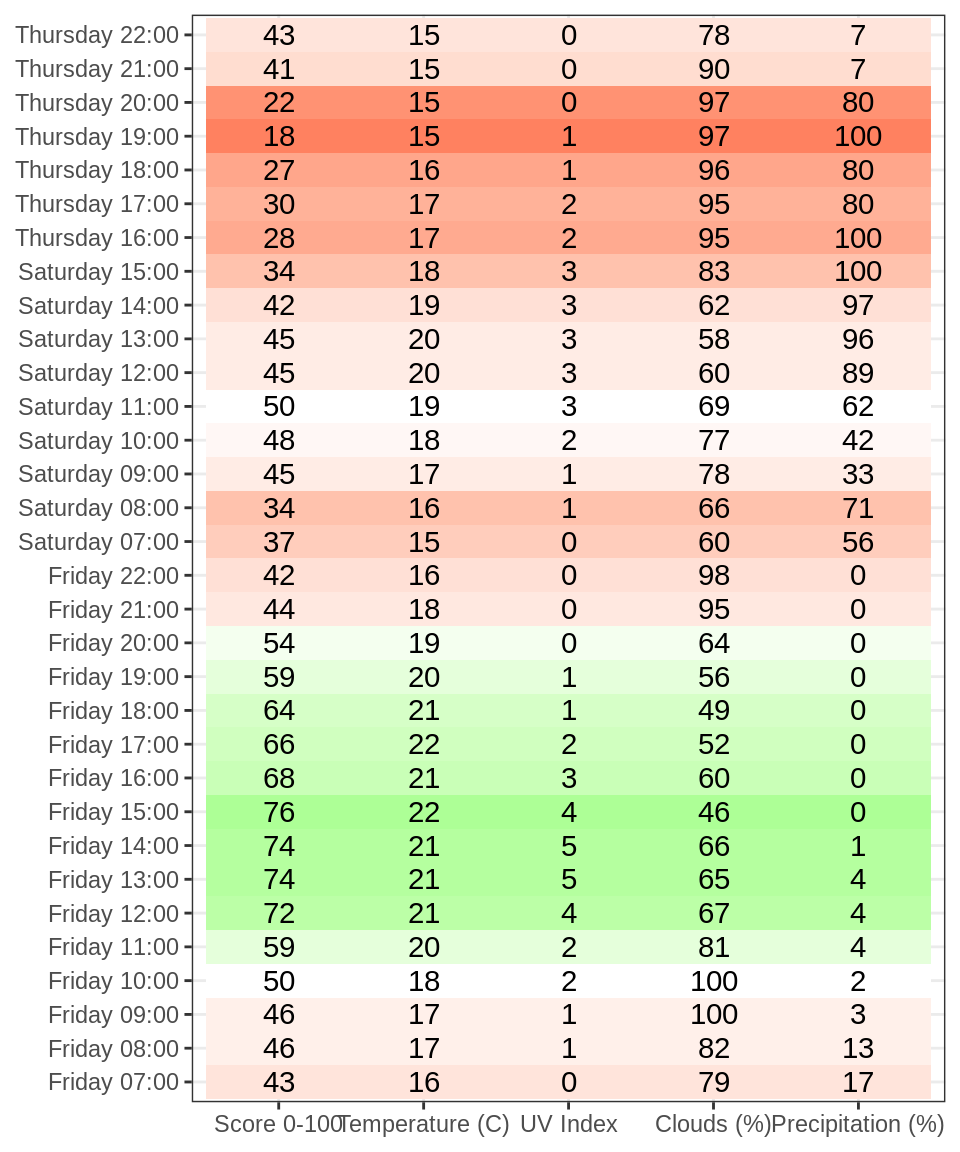 Thursday 22:00 43 15 0 78 7
Thursday 21:00 41 15 0 90 7
Thursday 20:00 22 15 0 97 80
Thursday 19:00 18 15 1 97 100
Thursday 18:00 27 16 1 96 80
Thursday 17:00 30 17 2 95 80
Thursday 16:00 28 17 2 95 100
Saturday 15:00 34 18 3 83 100
Saturday 14:00 42 19 3 62 97
Saturday 13:00 45 20 3 58 96
Saturday 12:00 45 20 3 60 89
Saturday 11:00 50 19 3 69 62
Saturday 10:00 48 18 2 77 42
Saturday 09:00 45 17 1 78 33
Saturday 08:00 34 16 1 66 71
Saturday 07:00 37 15 0 60 56
Friday 22:00 42 16 0 98 0
Friday 21:00 44 18 0 95 0
Friday 20:00 54 19 0 64 0
Friday 19:00 59 20 1 56 0
Friday 18:00 64 21 1 49 0
Friday 17:00 66 22 2 52 0
Friday 16:00 68 21 3 60 0
Friday 15:00 76 22 4 46 0
Friday 14:00 74 21 5 66 1
Friday 13:00 74 21 5 65 4
Friday 12:00 72 21 4 67 4
Friday 11:00 59 20 2 81 4
Friday 10:00 50 18 2 100 2
Friday 09:00 46 17 1 100 3
Friday 08:00 46 17 1 82 13
Friday 07:00 43 16 0 79 17
Score 0-100 Temperature (C) UV Index Clouds (%) Precipitation (%)